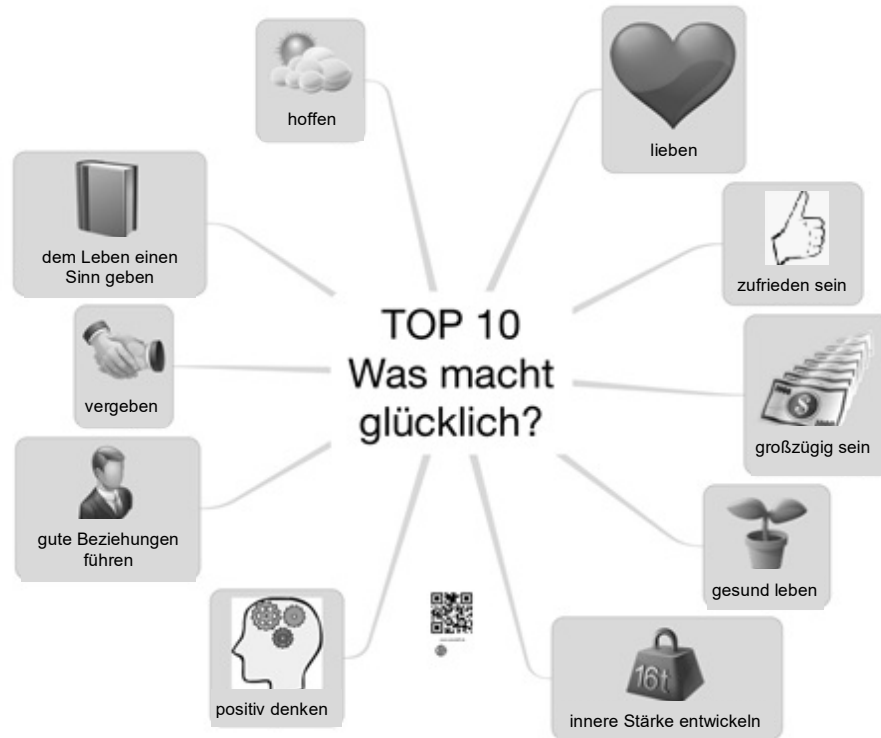 TOP 10
Was macht
glücklich?
lieben
zufrieden sein
großzügig sein
gesund leben
16t
innere Stärke entwickeln
positiv denken
gute Beziehungen
führen
vergeben
dem Leben einen
Sinn geben
hoffen